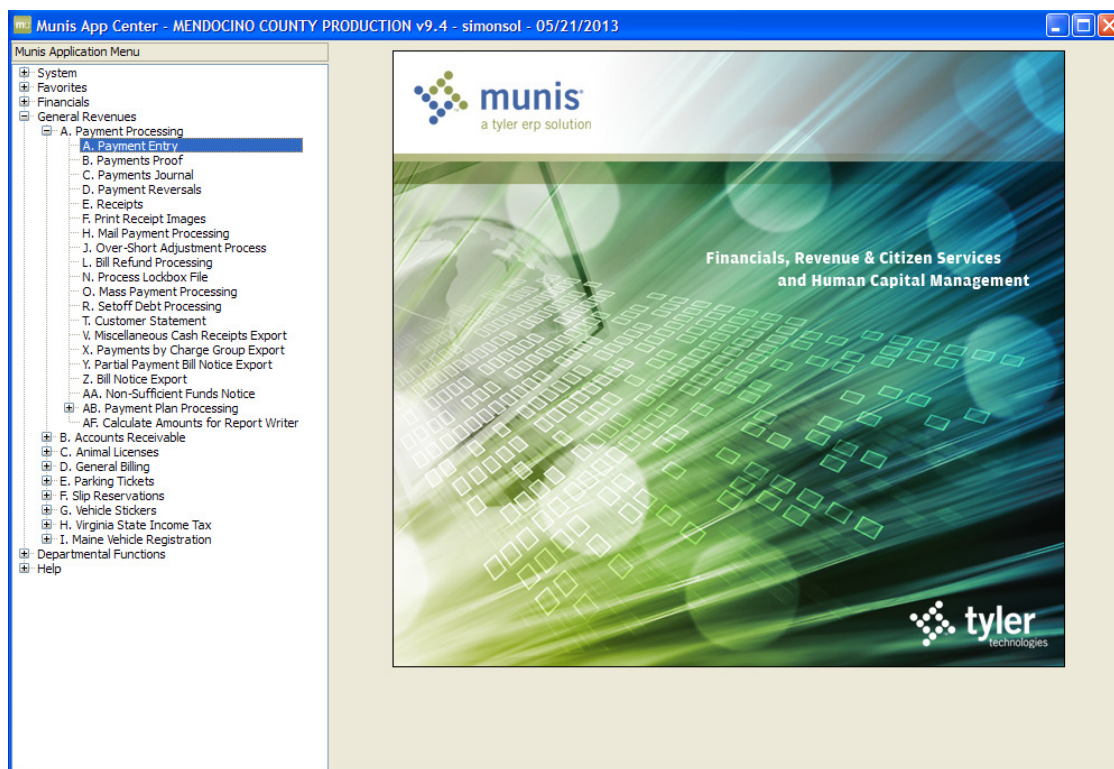 Munis App Center - MENDOCINO COUNTY PRODUCTION v9.4 - simonsol - 05/21/2013
Munis Application Menu
System
Favorites
Financials
General Revenues
A. Payment Processing
A. Payment Entry
B. Payments Proof
C. Payments Journal
D. Payment Reversals
E. Receipts
F. Print Receipt Images
H. Mail Payment Processing
J. Over-Short Adjustment Process
L. Bill Refund Processing
N. Process Lockbox File
O. Mass Payment Processing
R. Setoff Debt Processing
T. Customer Statement
V. Miscellaneous Cash Receipts Export
X. Payments by Charge Group Export
Y. Partial Payment Bill Notice Export
Z. Bill Notice Export
AA. Non-Sufficient Funds Notice
AB. Payment Plan Processing
AF. Calculate Amounts for Report Writer
B. Accounts Receivable
C. Animal Licenses
D. General Billing
E. Parking Tickets
F. Slip Reservations
G. Vehicle Stickers
H. Virginia State Income Tax
I. Maine Vehicle Registration
Departmental Functions
Help
munis
a tyler erp solution
Financials, Revenue & Citizen Services
and Human Capital Management
tyler
technologies